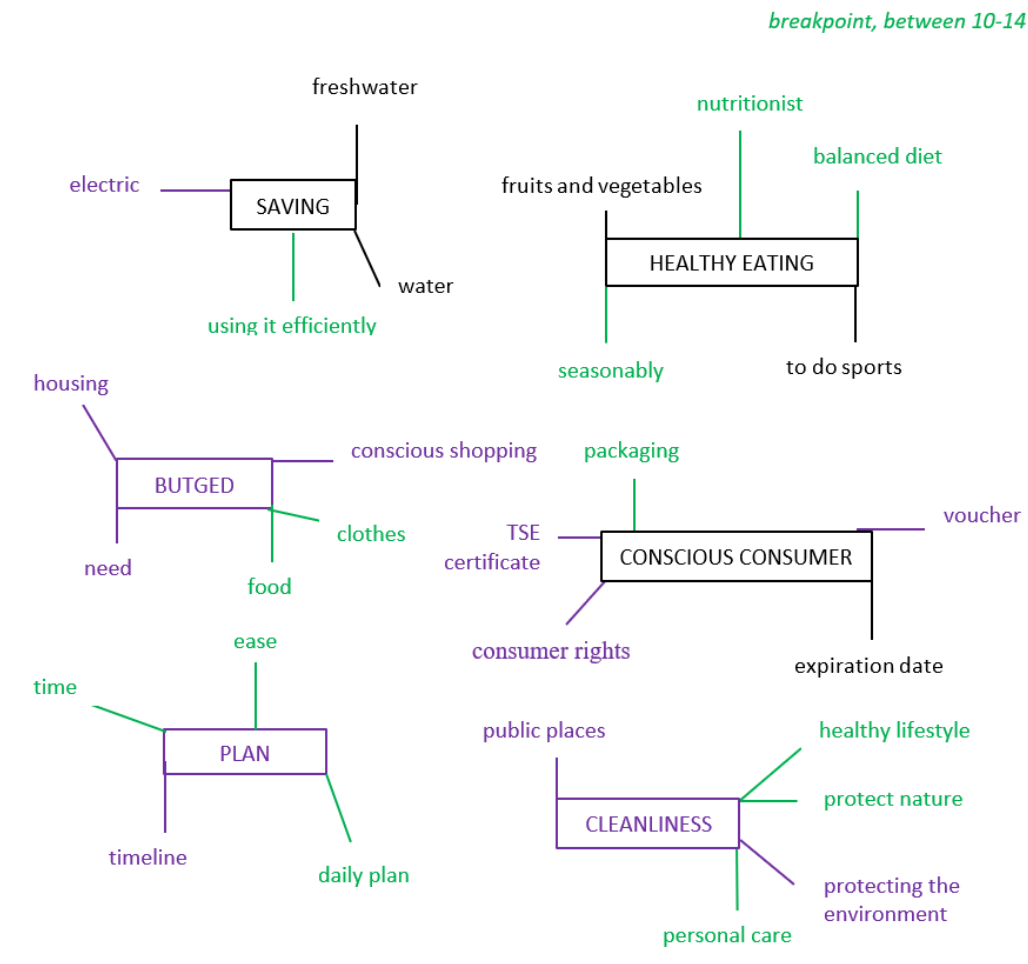 breakpoint, between 10-14
freshwater
electric
SAVING
water
using it efficiently
nutritionist
balanced diet
fruits and vegetables
HEALTHY EATING
seasonably
to do sports
housing
conscious shopping
BUTGED
clothes
need
food
packaging
voucher
TSE
certificate
CONSCIOUS CONSUMER
consumer rights
expiration date
ease
time
PLAN
timeline
daily plan
public places
healthy lifestyle
protect nature
CLEANLINESS
protecting the
environment
personal care